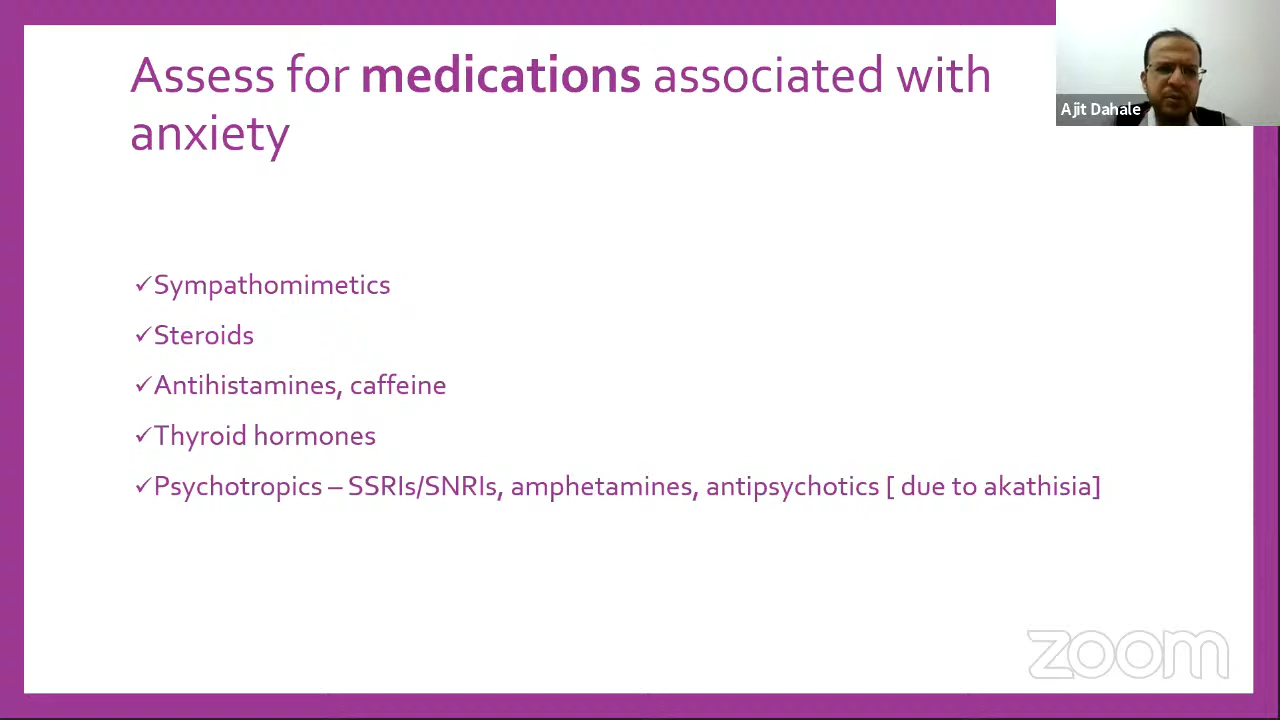 Assess for medications associated with
anxiety
Ajit Dahale
✓Sympathomimetics
✓Steroids
✓Antihistamines, caffeine
✓Thyroid hormones
✓Psychotropics – SSRIs/SNRIs, amphetamines, antipsychotics [ due to akathisia]
zoom